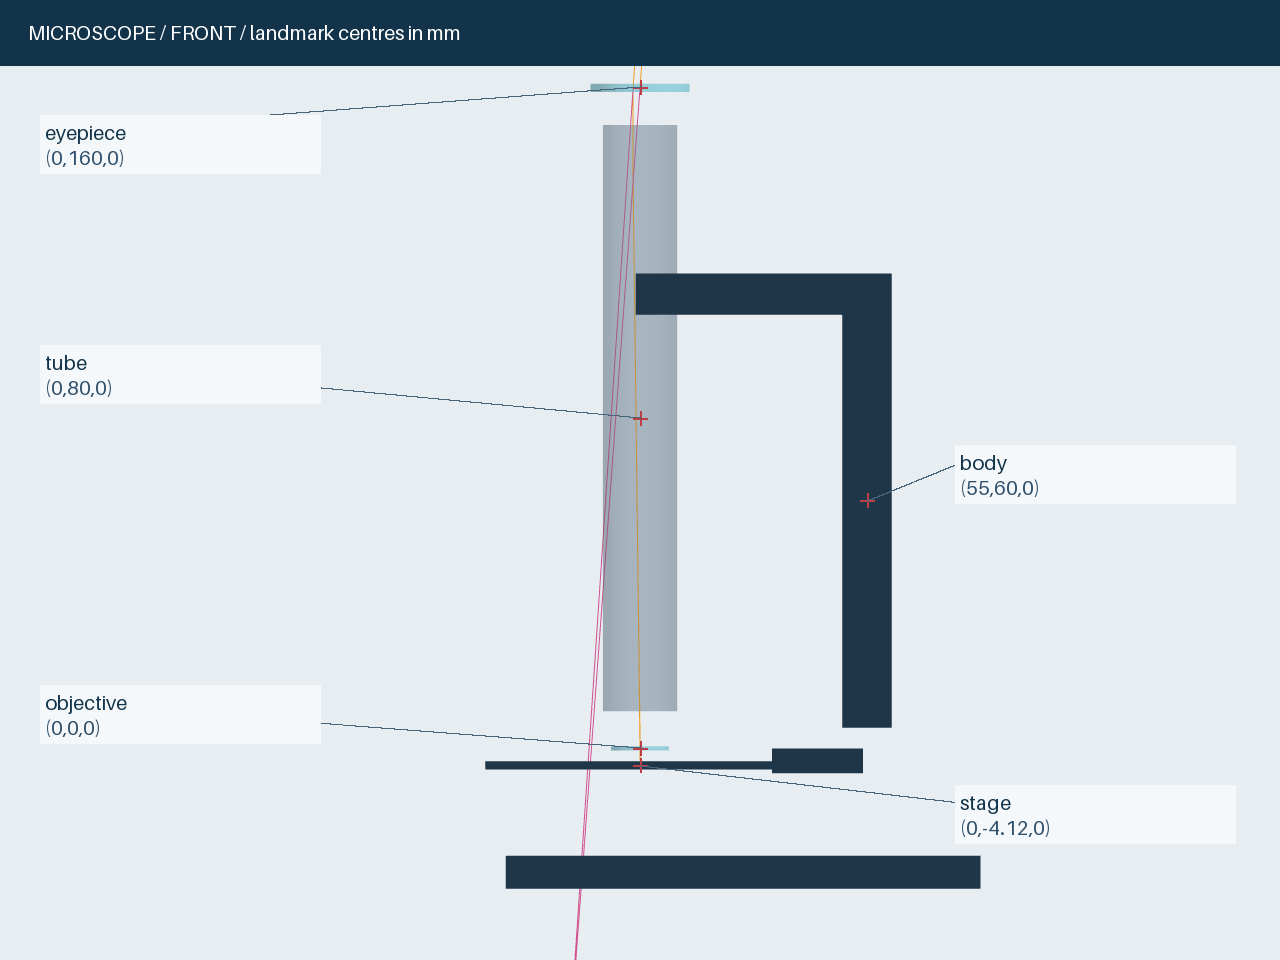 MICROSCOPE / FRONT / landmark centres in mm
eyepiece
(0,160,0)
tube
(0,80,0)
body
(55,60,0)
objective
(0,0,0)
stage
(0,-4.12,0)